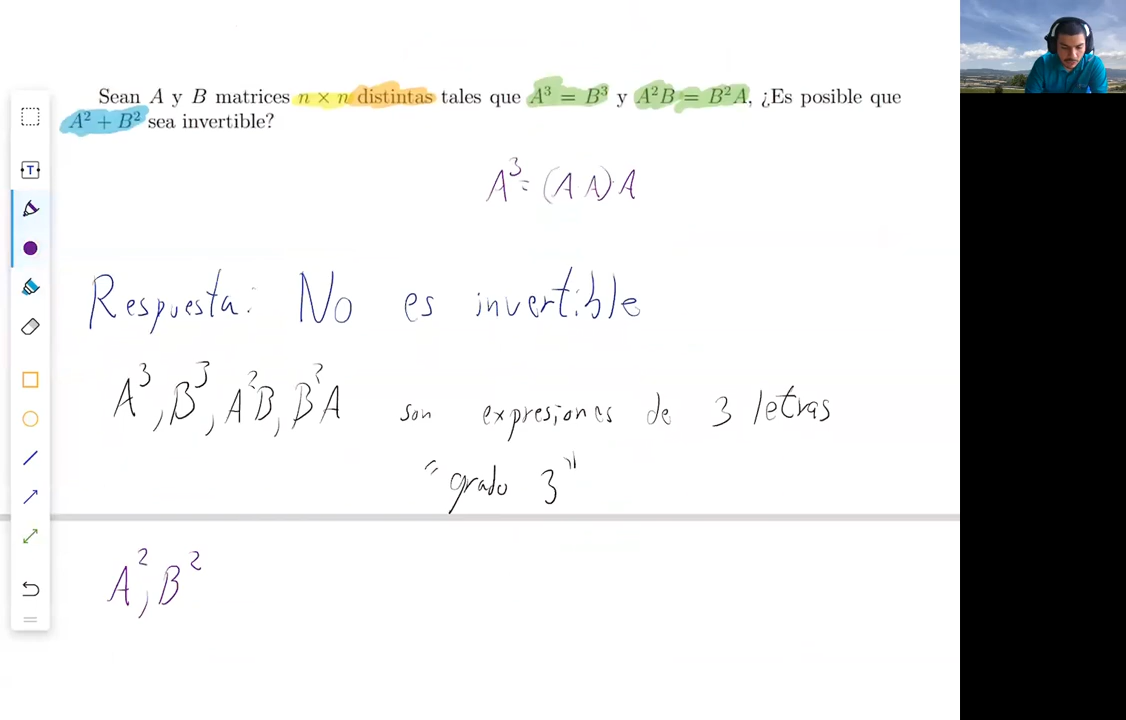 Sean A y B matrices n × n distintas tales que A³ = B³ y A²B = B²A, ¿Es posible que
A² + B² sea invertible?
A³ = (A A) A
Respuesta: No es invertible
A³, B³, A²B, B²A son expresiones de 3 letras
"grado 3"
A², B²